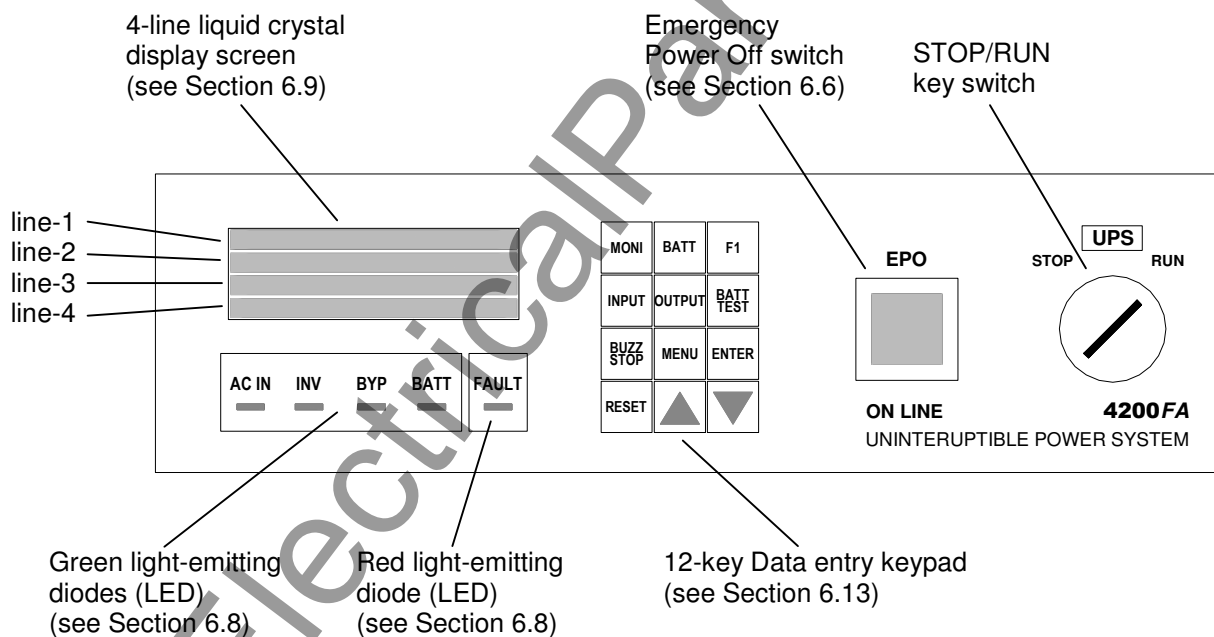 4-line liquid crystal
display screen
(see Section 6.9)
Emergency
Power Off switch
(see Section 6.6)
STOP/RUN
key switch
line-1
line-2
line-3
line-4
MONI BATT F1
INPUT OUTPUT BATT TEST
BUZZ STOP MENU ENTER
RESET
AC IN INV BYP BATT FAULT
EPO
UPS
STOP RUN
ON LINE 4200FA
UNINTERUPTIBLE POWER SYSTEM
Green light-emitting
diodes (LED)
(see Section 6.8)
Red light-emitting
diode (LED)
(see Section 6.8)
12-key Data entry keypad
(see Section 6.13)
ElectricalPar